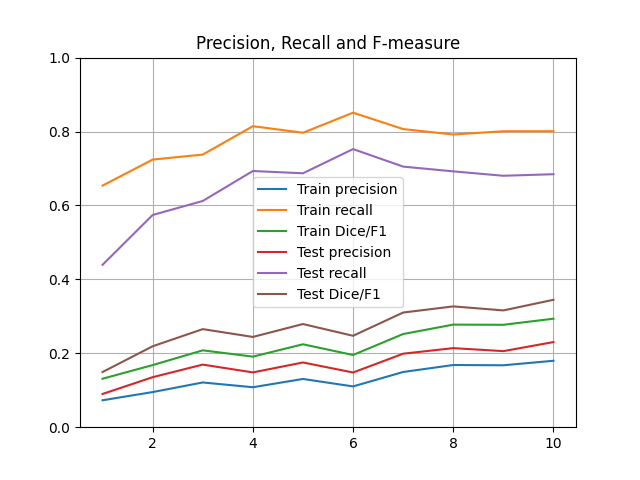 Precision, Recall and F-measure
1.0
0.8
0.6
0.4
0.2
0.0
Train precision
Train recall
Train Dice/F1
Test precision
Test recall
Test Dice/F1
2 4 6 8 10